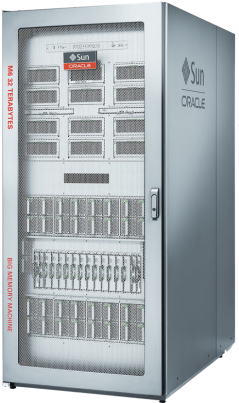 Sun
ORACLE
Sun
ORACLE
M6 32 TERABYTES
BIG MEMORY MACHINE